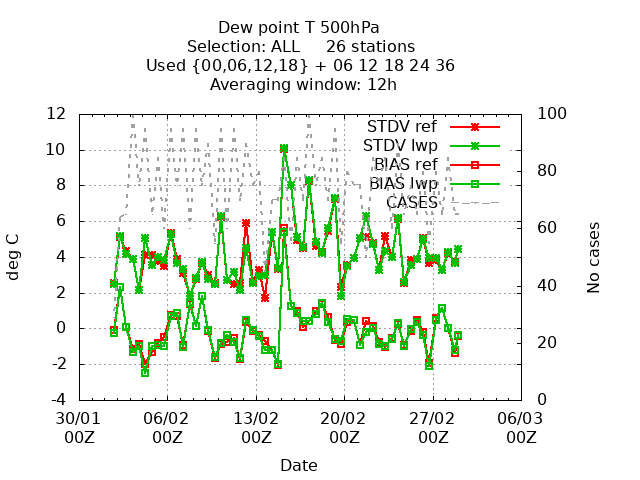 Dew point T 500hPa
Selection: ALL 26 stations
Used {00,06,12,18} + 06 12 18 24 36
Averaging window: 12h
12 100
STDV ref
STDV lwp
10
80
BIAS ref
8
BIAS lwp
CASES
6 60
4
2 40
0
20
-2
-4 0
deg C
No cases
30/01 06/02 13/02 20/02 27/02 06/03
00Z 00Z 00Z 00Z 00Z 00Z
Date